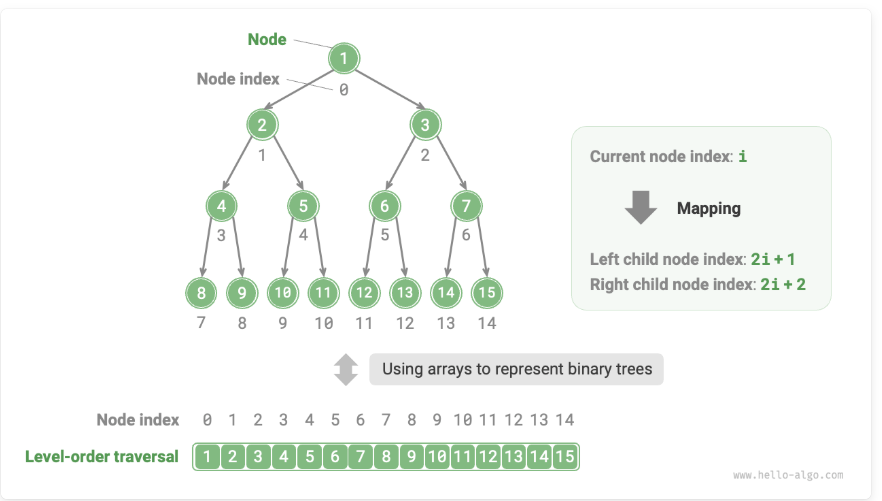 Node
1
Node index
0
2
3
1
2
Current node index: i
4
5
6
7
Mapping
3
4
5
6
Left child node index: 2i + 1
Right child node index: 2i + 2
8 9 10 11 12 13 14 15
7 8 9 10 11 12 13 14
Using arrays to represent binary trees
Node index 0 1 2 3 4 5 6 7 8 9 10 11 12 13 14
Level-order traversal 1 2 3 4 5 6 7 8 9 10 11 12 13 14 15
www.hello-algo.com